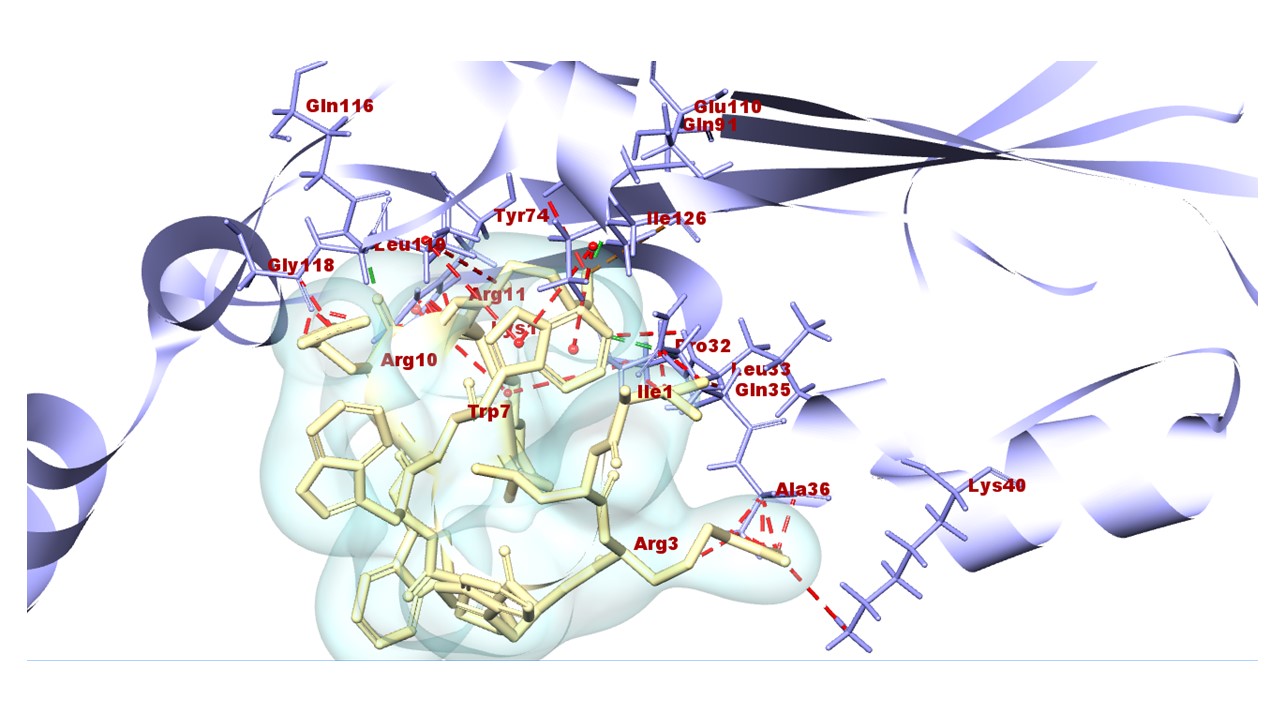 Gln116
Glu110
Gln91
Tyr74
Ile126
Gly118
Arg11
Pro32
Arg10
Leu33
Ile1
Gln35
Trp7
Ala36
Lys40
Arg3